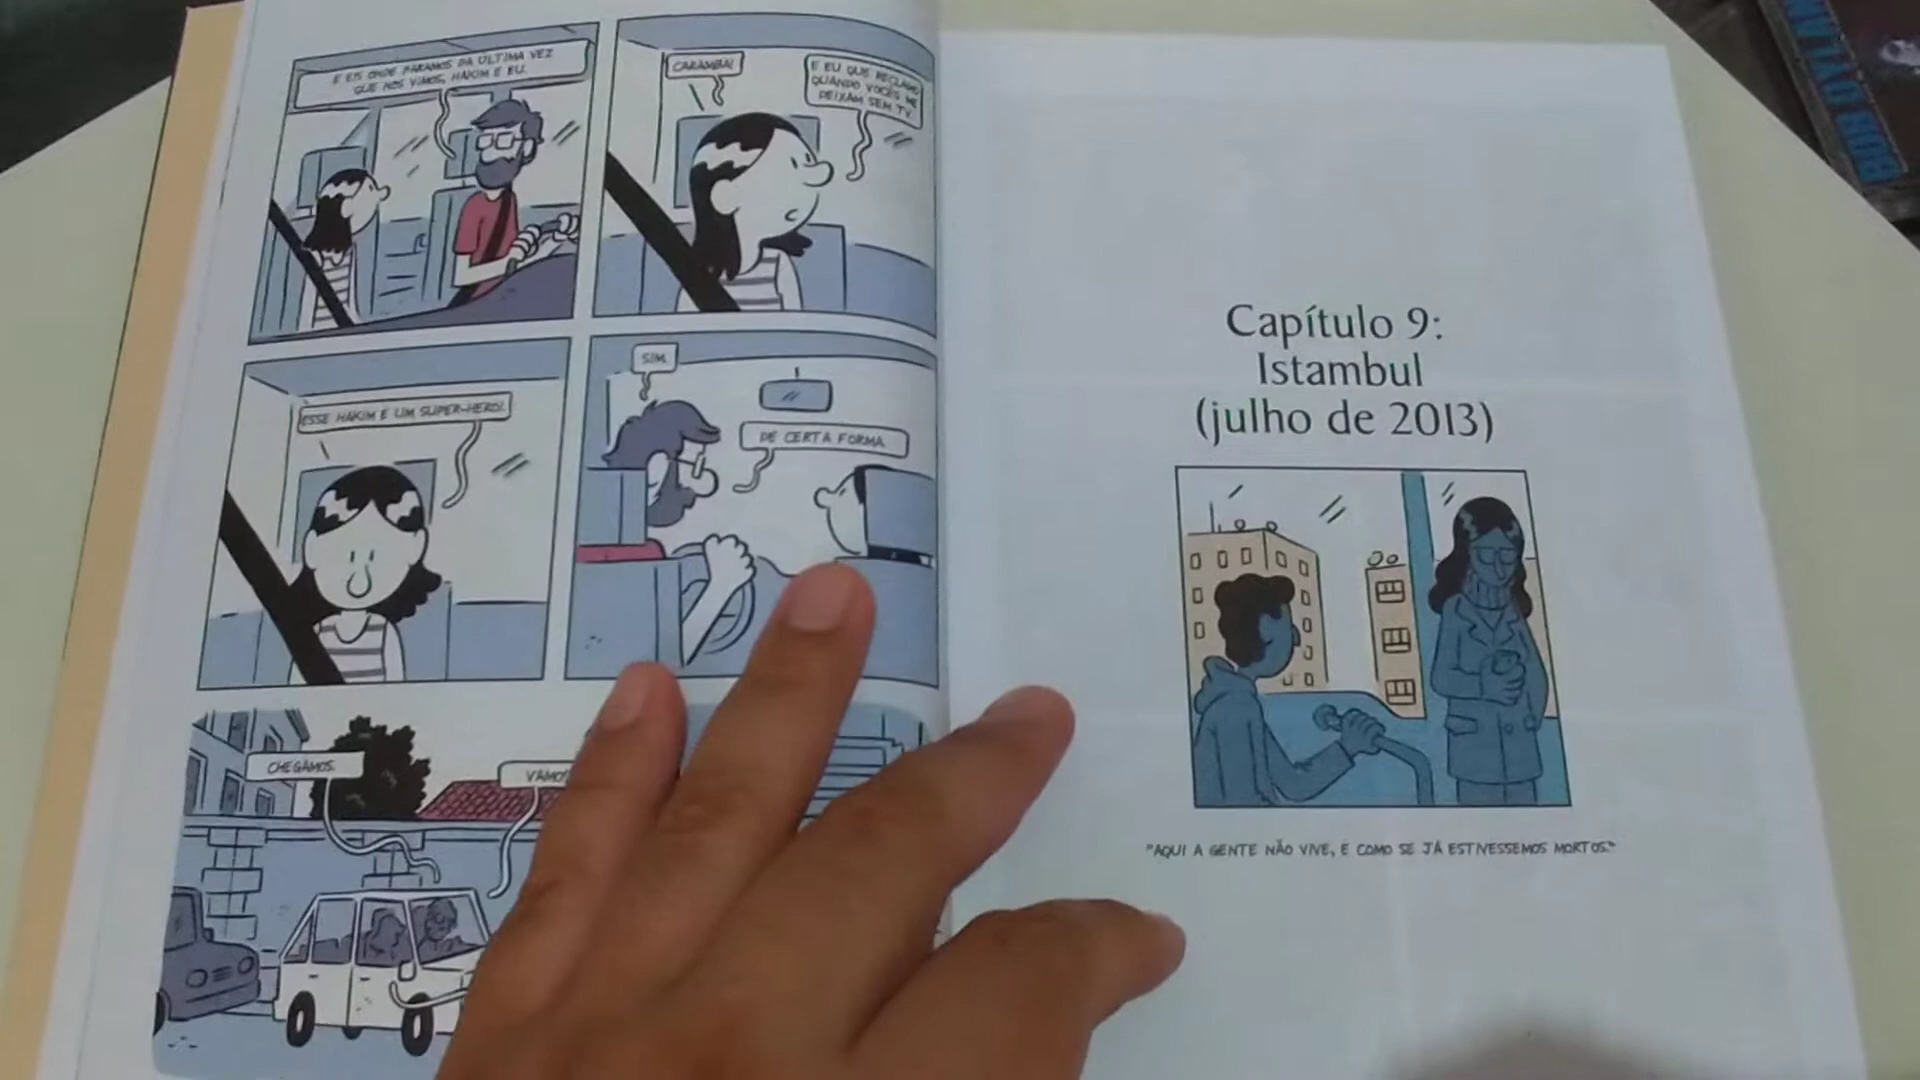 E EIS ONDE PARAMOS DA ÚLTIMA VEZ
QUE NOS VIMOS, HAKIM E EU.
CARAMBA!
E EU QUE RECLAMO
QUANDO VOCÊS ME
DEIXAM SEM TV.
ESSE HAKIM É UM SUPER-HERÓI.
SIM.
DE CERTA FORMA.
CHEGAMOS.
Capítulo 9:
Istambul
(julho de 2013)
"AQUI A GENTE NÃO VIVE, É COMO SE JÁ ESTIVÉSSEMOS MORTOS."